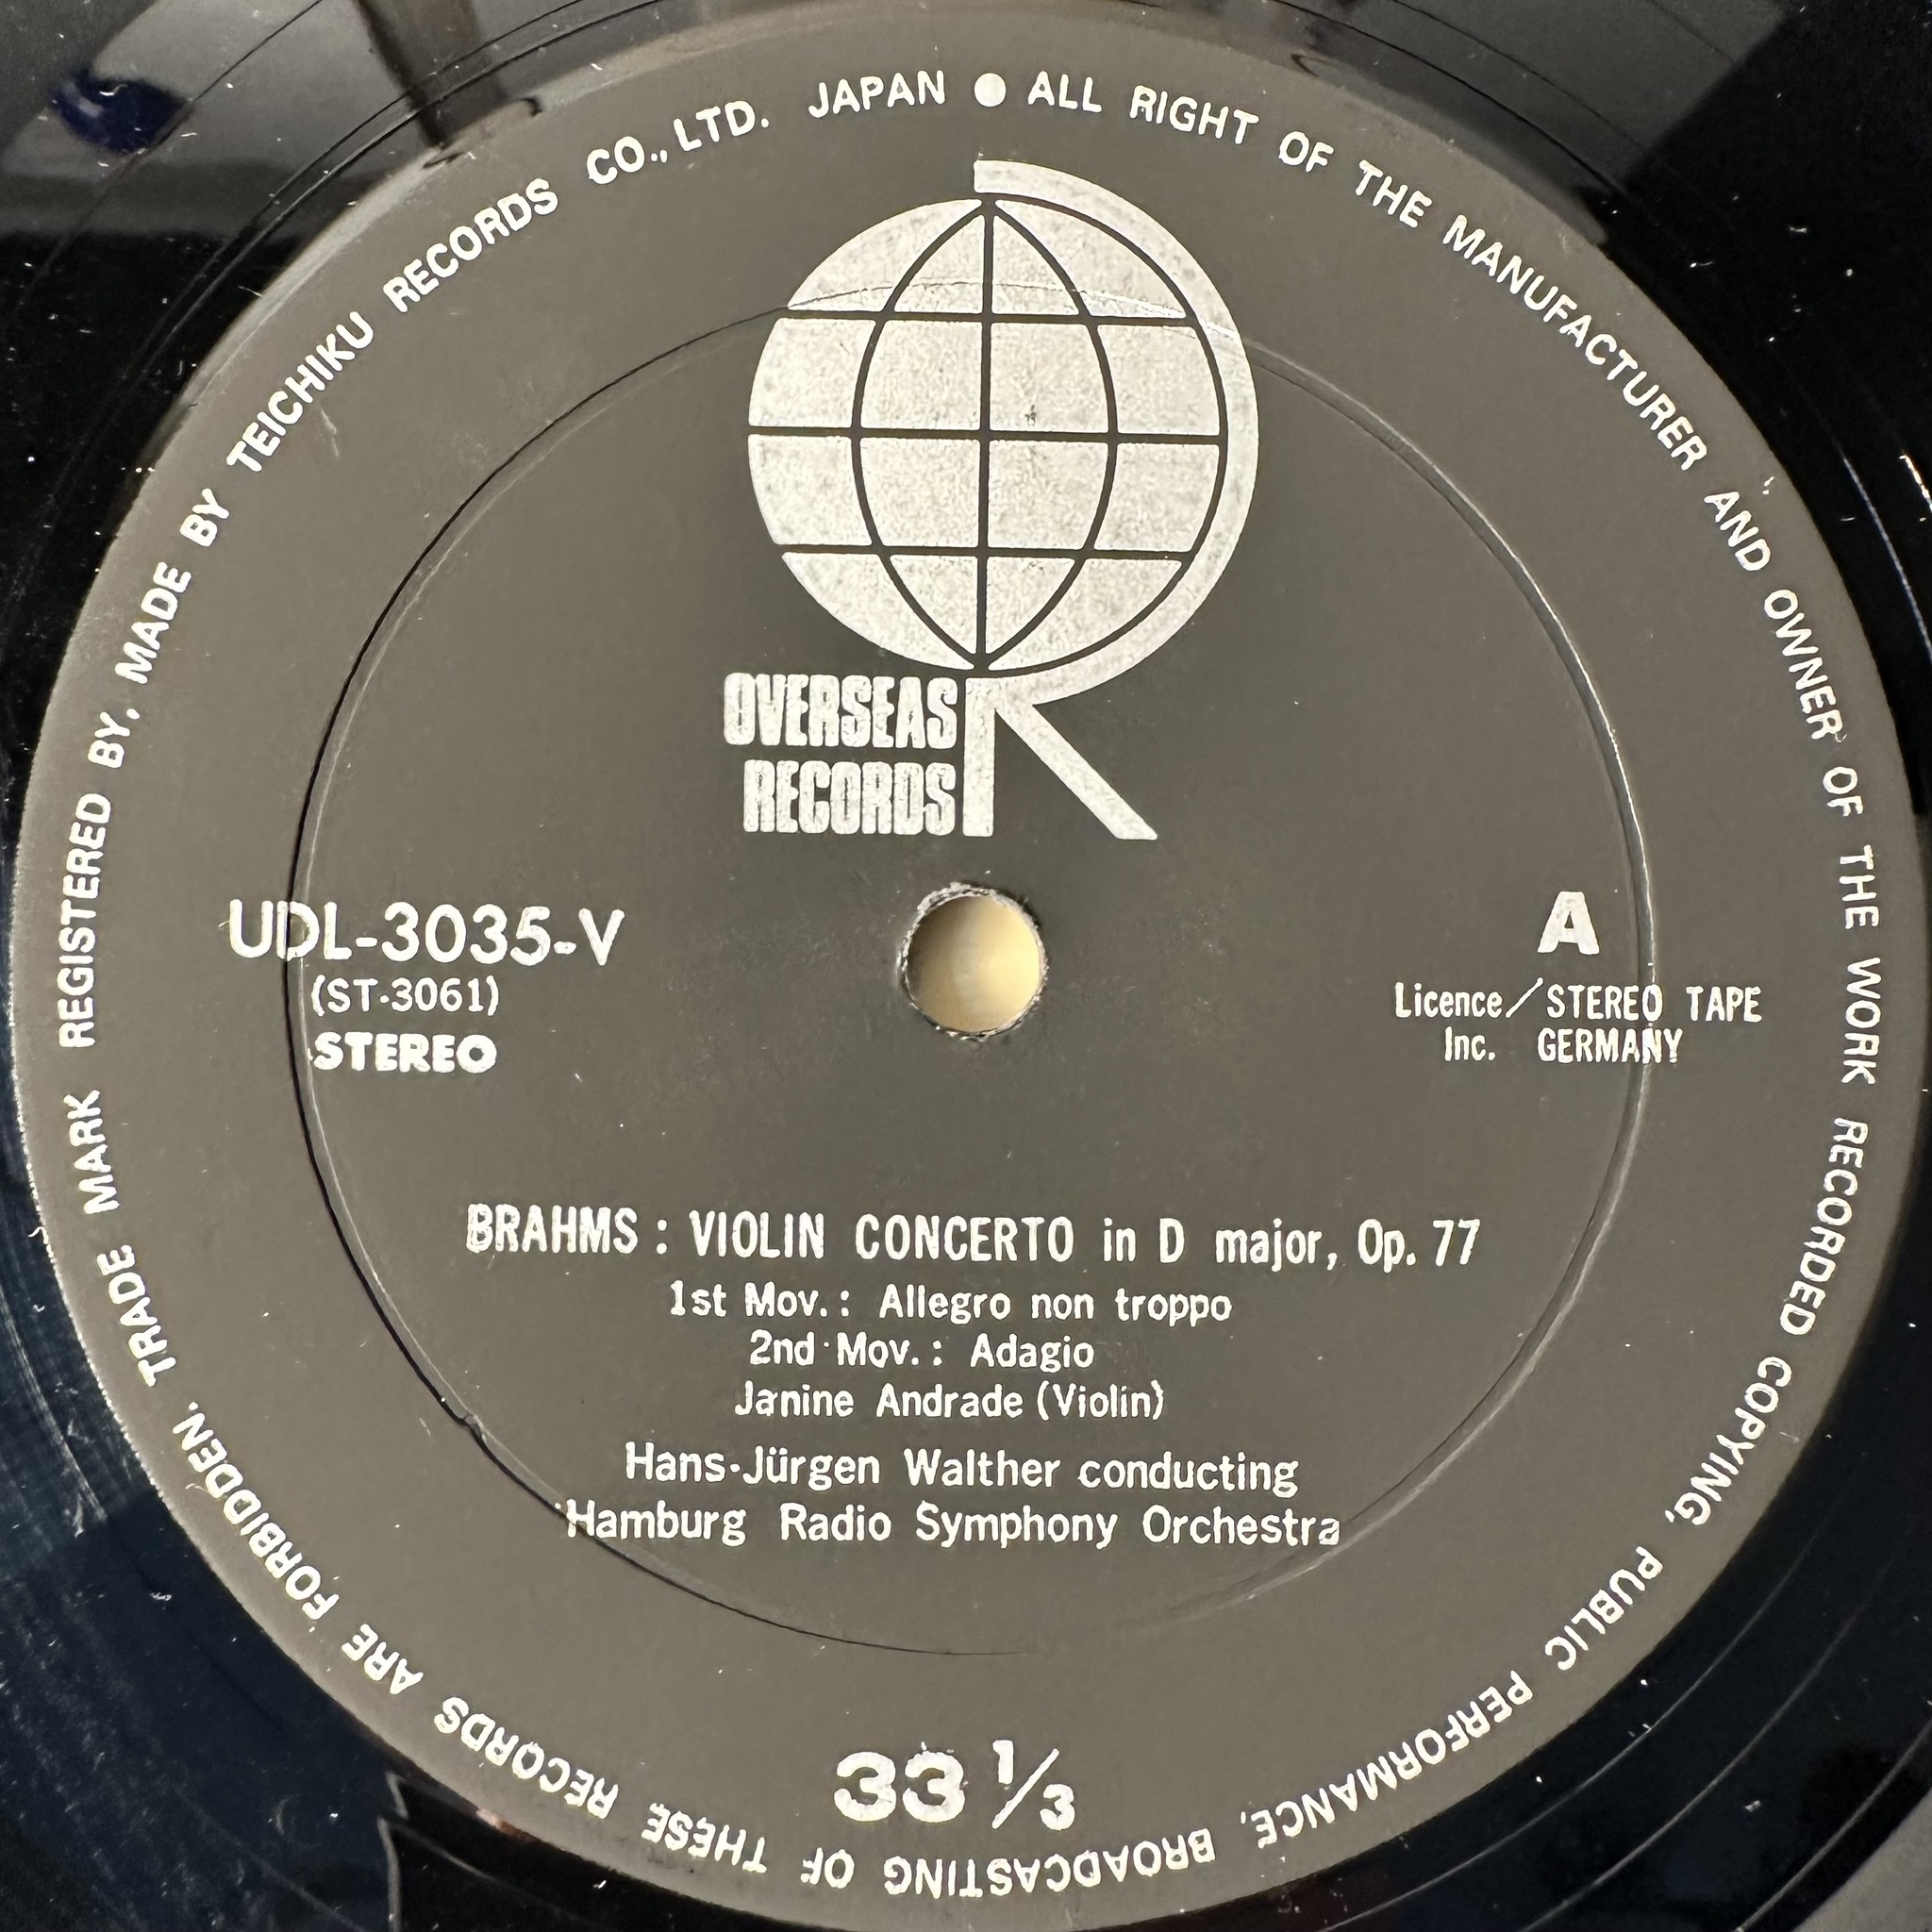 TRADE MARK REGISTERED BY, MADE BY TEICHIKU RECORDS CO., LTD. JAPAN ● ALL RIGHT OF THE MANUFACTURER AND OWNER OF THE WORK RECORDED COPYING, PUBLIC PERFORMANCE, BROADCASTING OF THESE RECORDS ARE FORBIDDEN.
OVERSEAS
RECORDS
R
UDL-3035-V
(ST-3061)
STEREO
A
Licence/STEREO TAPE
Inc. GERMANY
BRAHMS : VIOLIN CONCERTO in D major, Op. 77
1st Mov. : Allegro non troppo
2nd Mov. : Adagio
Janine Andrade (Violin)
Hans-Jürgen Walther conducting
Hamburg Radio Symphony Orchestra
33 1/3